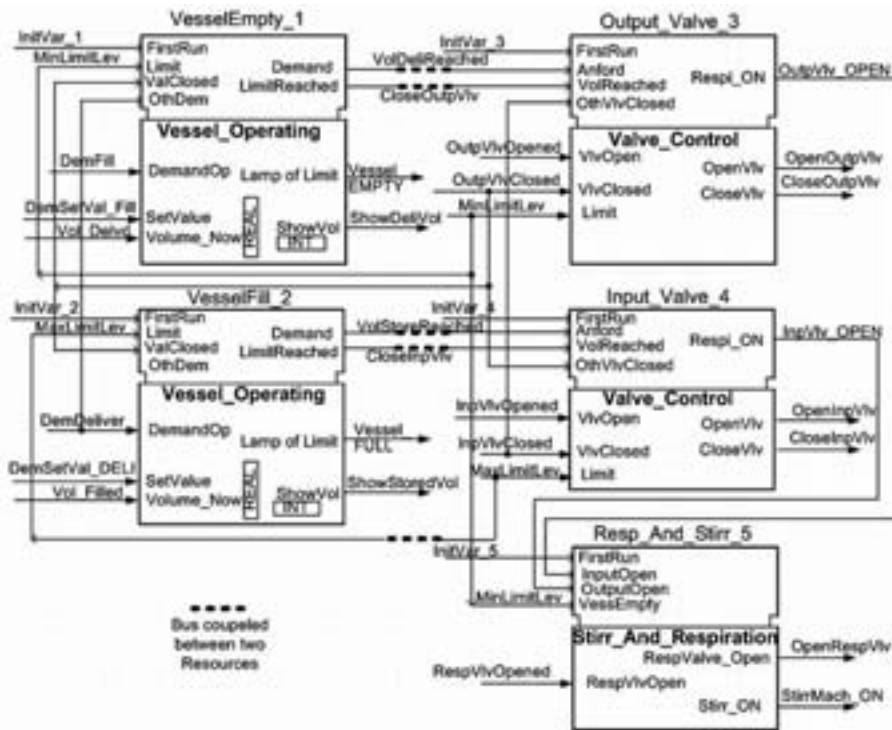 VesselEmpty_1
InitVar_1
MinLimitLev
FirstRun
Limit
ValClosed
OthDem
Demand
LimitReached
VolDeliReached
CloseOutpVlv
Vessel_Operating
DemFill
DemandOp
Lamp of Limit
Vessel
EMPTY
DemSetVal_Fill
SetValue
Vol_Delvd
Volume_Now
REAL
ShowVol
INT
ShowDeliVol
Output_Valve_3
InitVar_3
FirstRun
Anford
VolReached
OthVlvClosed
Respi_ON
OutpVlv_OPEN
Valve_Control
OutpVlvOpened
VlvOpen
OpenVlv
OpenOutpVlv
OutpVlvClosed
VlvClosed
CloseVlv
CloseOutpVlv
MinLimitLev
Limit
VesselFill_2
InitVar_2
MaxLimitLev
FirstRun
Limit
ValClosed
OthDem
Demand
LimitReached
VolStoreReached
CloseInpVlv
Vessel_Operating
DemDeliver
DemandOp
Lamp of Limit
Vessel
FULL
DemSetVal_DELI
SetValue
Vol_Filled
Volume_Now
REAL
ShowVol
INT
ShowStoredVol
Input_Valve_4
InitVar_4
FirstRun
Anford
VolReached
OthVlvClosed
Respi_ON
InpVlv_OPEN
Valve_Control
InpVlvOpened
VlvOpen
OpenVlv
OpenInpVlv
InpVlvClosed
VlvClosed
CloseVlv
CloseInpVlv
MaxLimitLev
Limit
Resp_And_Stirr_5
InitVar_5
FirstRun
InputOpen
OutputOpen
VessEmpty
MinLimitLev
Stirr_And_Respiration
RespValve_Open
OpenRespVlv
RespVlvOpened
RespVlvOpen
Stirr_ON
StirrMach_ON
Bus coupeled
between two
Resources